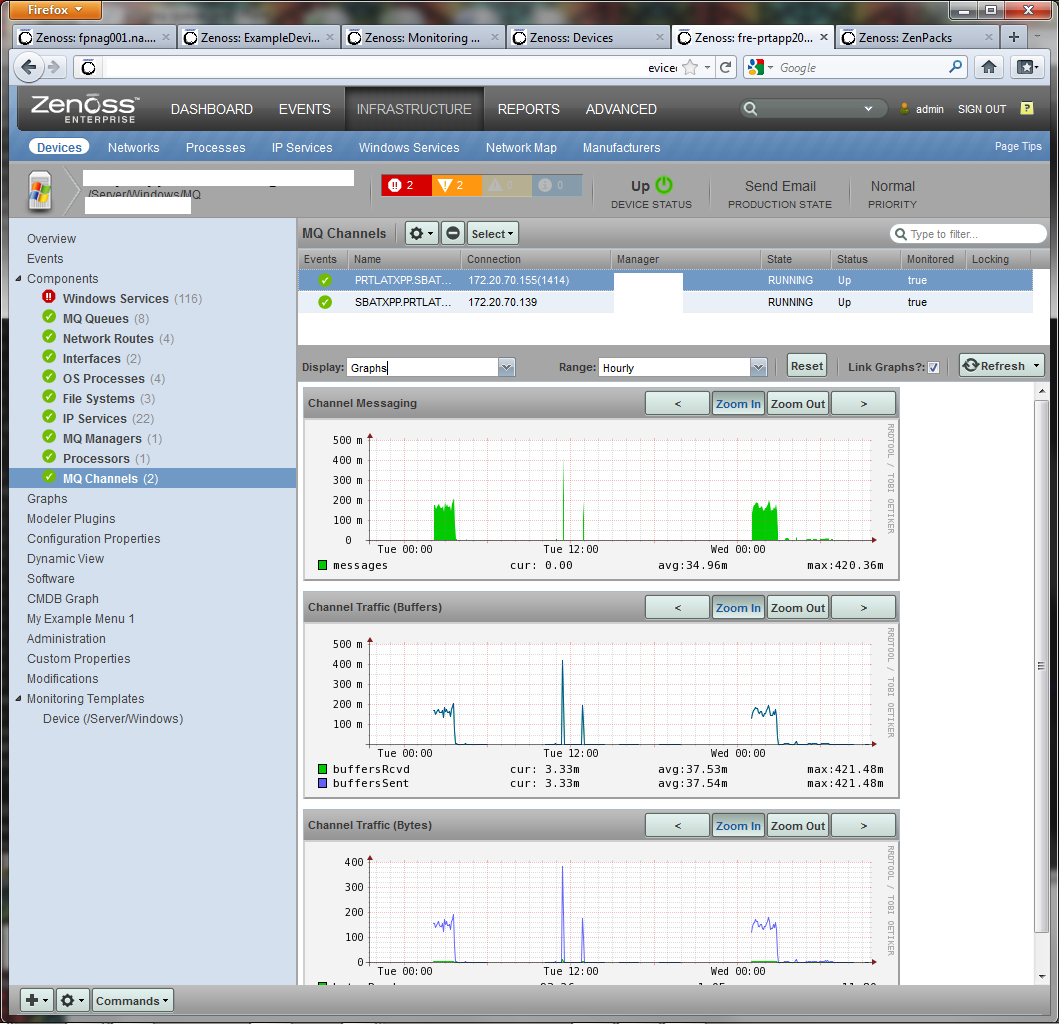 Firefox
Zenoss: fpnag001.na....
Zenoss: ExampleDevi...
Zenoss: Monitoring ...
Zenoss: Devices
Zenoss: fre-prtapp20...
Zenoss: ZenPacks
Google
Zenoss ENTERPRISE
DASHBOARD EVENTS INFRASTRUCTURE REPORTS ADVANCED
admin SIGN OUT ?
Devices Networks Processes IP Services Windows Services Network Map Manufacturers Page Tips
/Server/Windows/MQ
2 2 0 0
Up
DEVICE STATUS
Send Email
PRODUCTION STATE
Normal
PRIORITY
Overview
Events
Components
Windows Services (116)
MQ Queues (8)
Network Routes (4)
Interfaces (2)
OS Processes (4)
File Systems (3)
IP Services (22)
MQ Managers (1)
Processors (1)
MQ Channels (2)
Graphs
Modeler Plugins
Configuration Properties
Dynamic View
Software
CMDB Graph
My Example Menu 1
Administration
Custom Properties
Modifications
Monitoring Templates
Device (/Server/Windows)
MQ Channels Select Type to filter...
Events Name Connection Manager State Status Monitored Locking
PRTLATXPP.SBAT... 172.20.70.155(1414) RUNNING Up true
SBATXPP.PRTLAT... 172.20.70.139 RUNNING Up true
Display: Graphs Range: Hourly Reset Link Graphs?: Refresh
Channel Messaging < Zoom In Zoom Out >
500 m
400 m
300 m
200 m
100 m
0
Tue 00:00 Tue 12:00 Wed 00:00
messages cur: 0.00 avg:34.96m max:420.36m
RRDTOOL / TOBI OETIKER
Channel Traffic (Buffers) < Zoom In Zoom Out >
500 m
400 m
300 m
200 m
100 m
Tue 00:00 Tue 12:00 Wed 00:00
buffersRcvd cur: 3.33m avg:37.53m max:421.48m
buffersSent cur: 3.33m avg:37.54m max:421.48m
RRDTOOL / TOBI OETIKER
Channel Traffic (Bytes) < Zoom In Zoom Out >
400
300
200
100
0
Tue 00:00 Tue 12:00 Wed 00:00
RRDTOOL / TOBI OETIKER
Commands